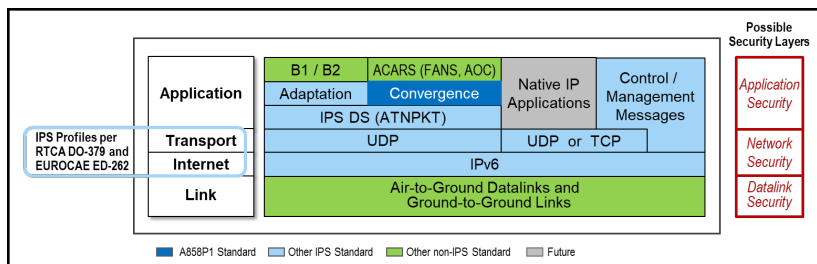 Possible
Security Layers
Application
B1 / B2
ACARS (FANS, AOC)
Native IP
Applications
Control /
Management
Messages
Application
Security
Adaptation
Convergence
IPS DS (ATNPKT)
IPS Profiles per
RTCA DO-379 and
EUROCAE ED-262
Transport
UDP
UDP or TCP
Network
Security
Internet
IPv6
Link
Air-to-Ground Datalinks and
Ground-to-Ground Links
Datalink
Security
A858P1 Standard
Other IPS Standard
Other non-IPS Standard
Future